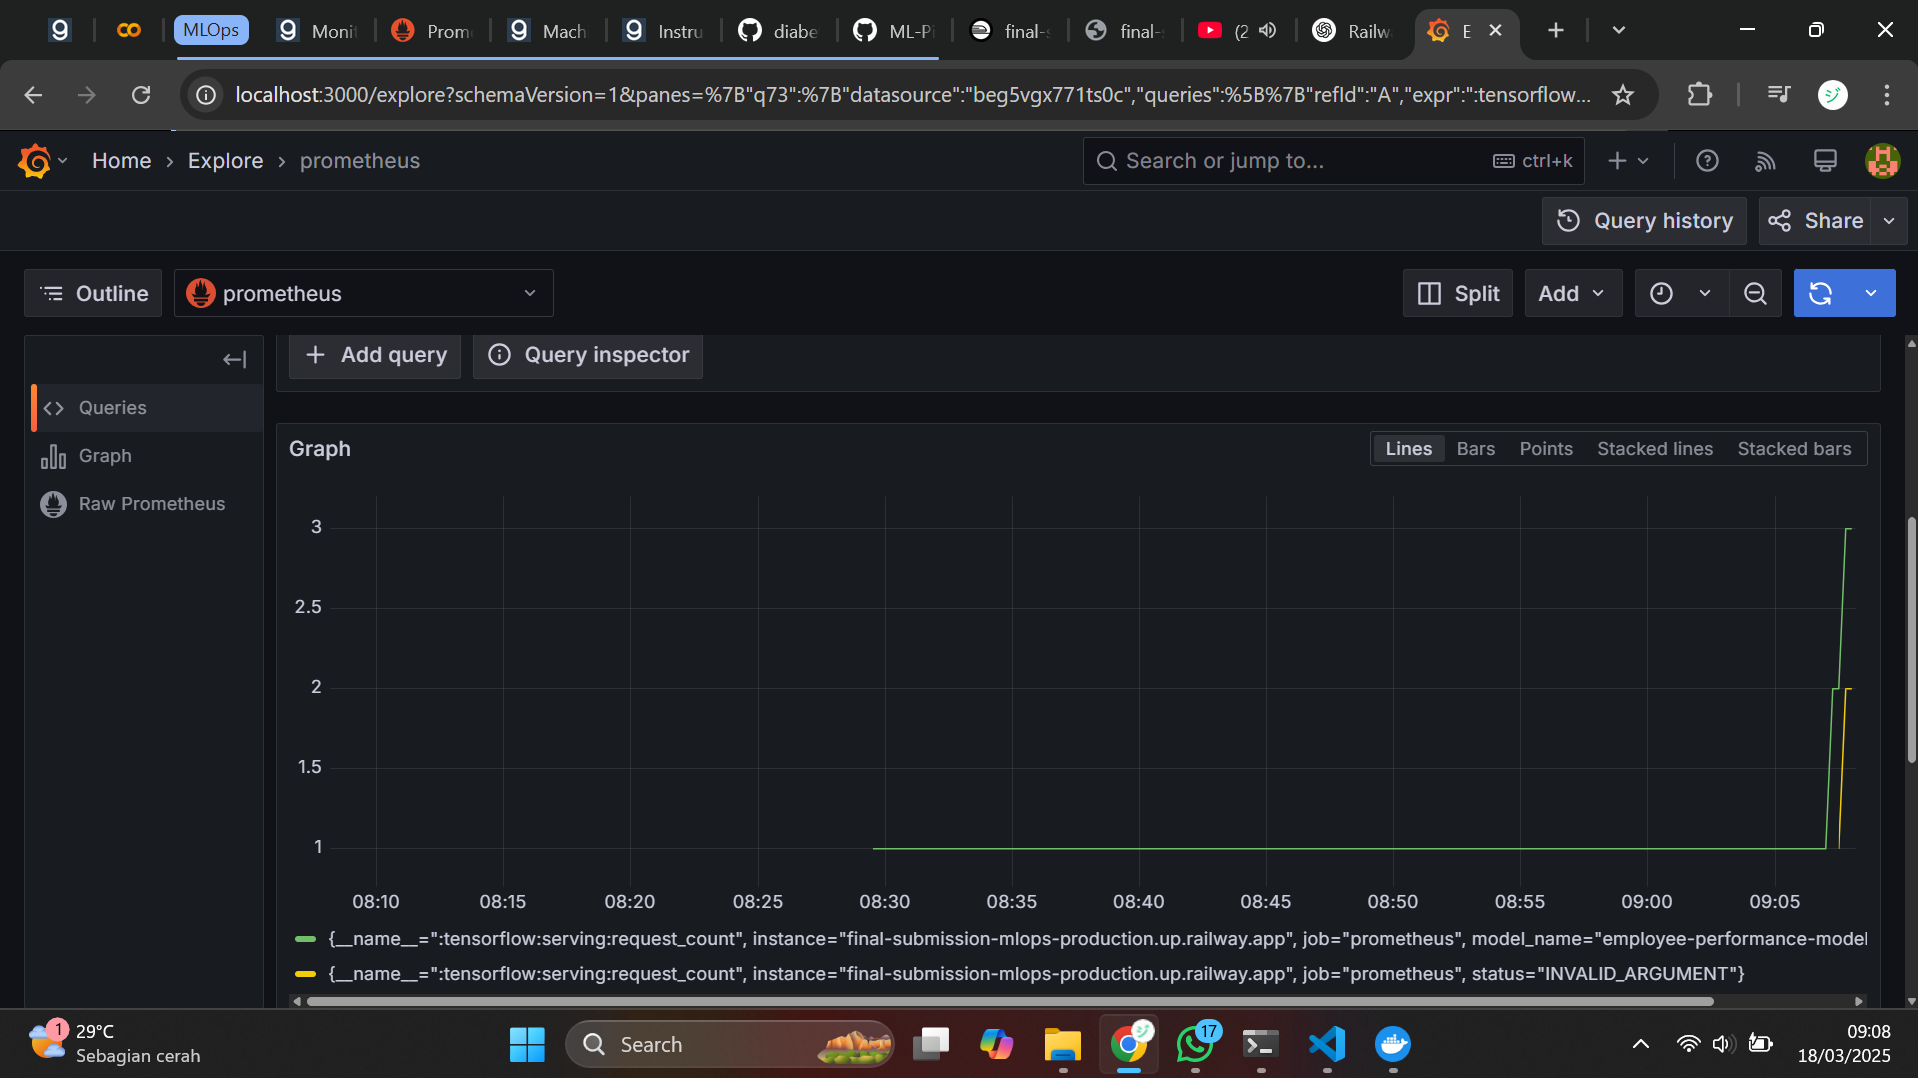 MLOps
Monit
Prome
Machi
Instru
diabe
ML-Pi
final-s
final-s
(2
Railwa
E
localhost:3000/explore?schemaVersion=1&panes=%7B"q73":%7B"datasource":"beg5vgx771ts0c","queries":%5B%7B"refId":"A","expr":":tensorflow...
Home > Explore > prometheus
Search or jump to...
ctrl+k
Query history
Share
Outline
prometheus
Split
Add
Add query
Query inspector
Queries
Graph
Raw Prometheus
Graph
Lines
Bars
Points
Stacked lines
Stacked bars
3
2.5
2
1.5
1
08:10 08:15 08:20 08:25 08:30 08:35 08:40 08:45 08:50 08:55 09:00 09:05
{__name__=":tensorflow:serving:request_count", instance="final-submission-mlops-production.up.railway.app", job="prometheus", model_name="employee-performance-model
{__name__=":tensorflow:serving:request_count", instance="final-submission-mlops-production.up.railway.app", job="prometheus", status="INVALID_ARGUMENT"}
1
29°C
Sebagian cerah
Search
17
09:08
18/03/2025